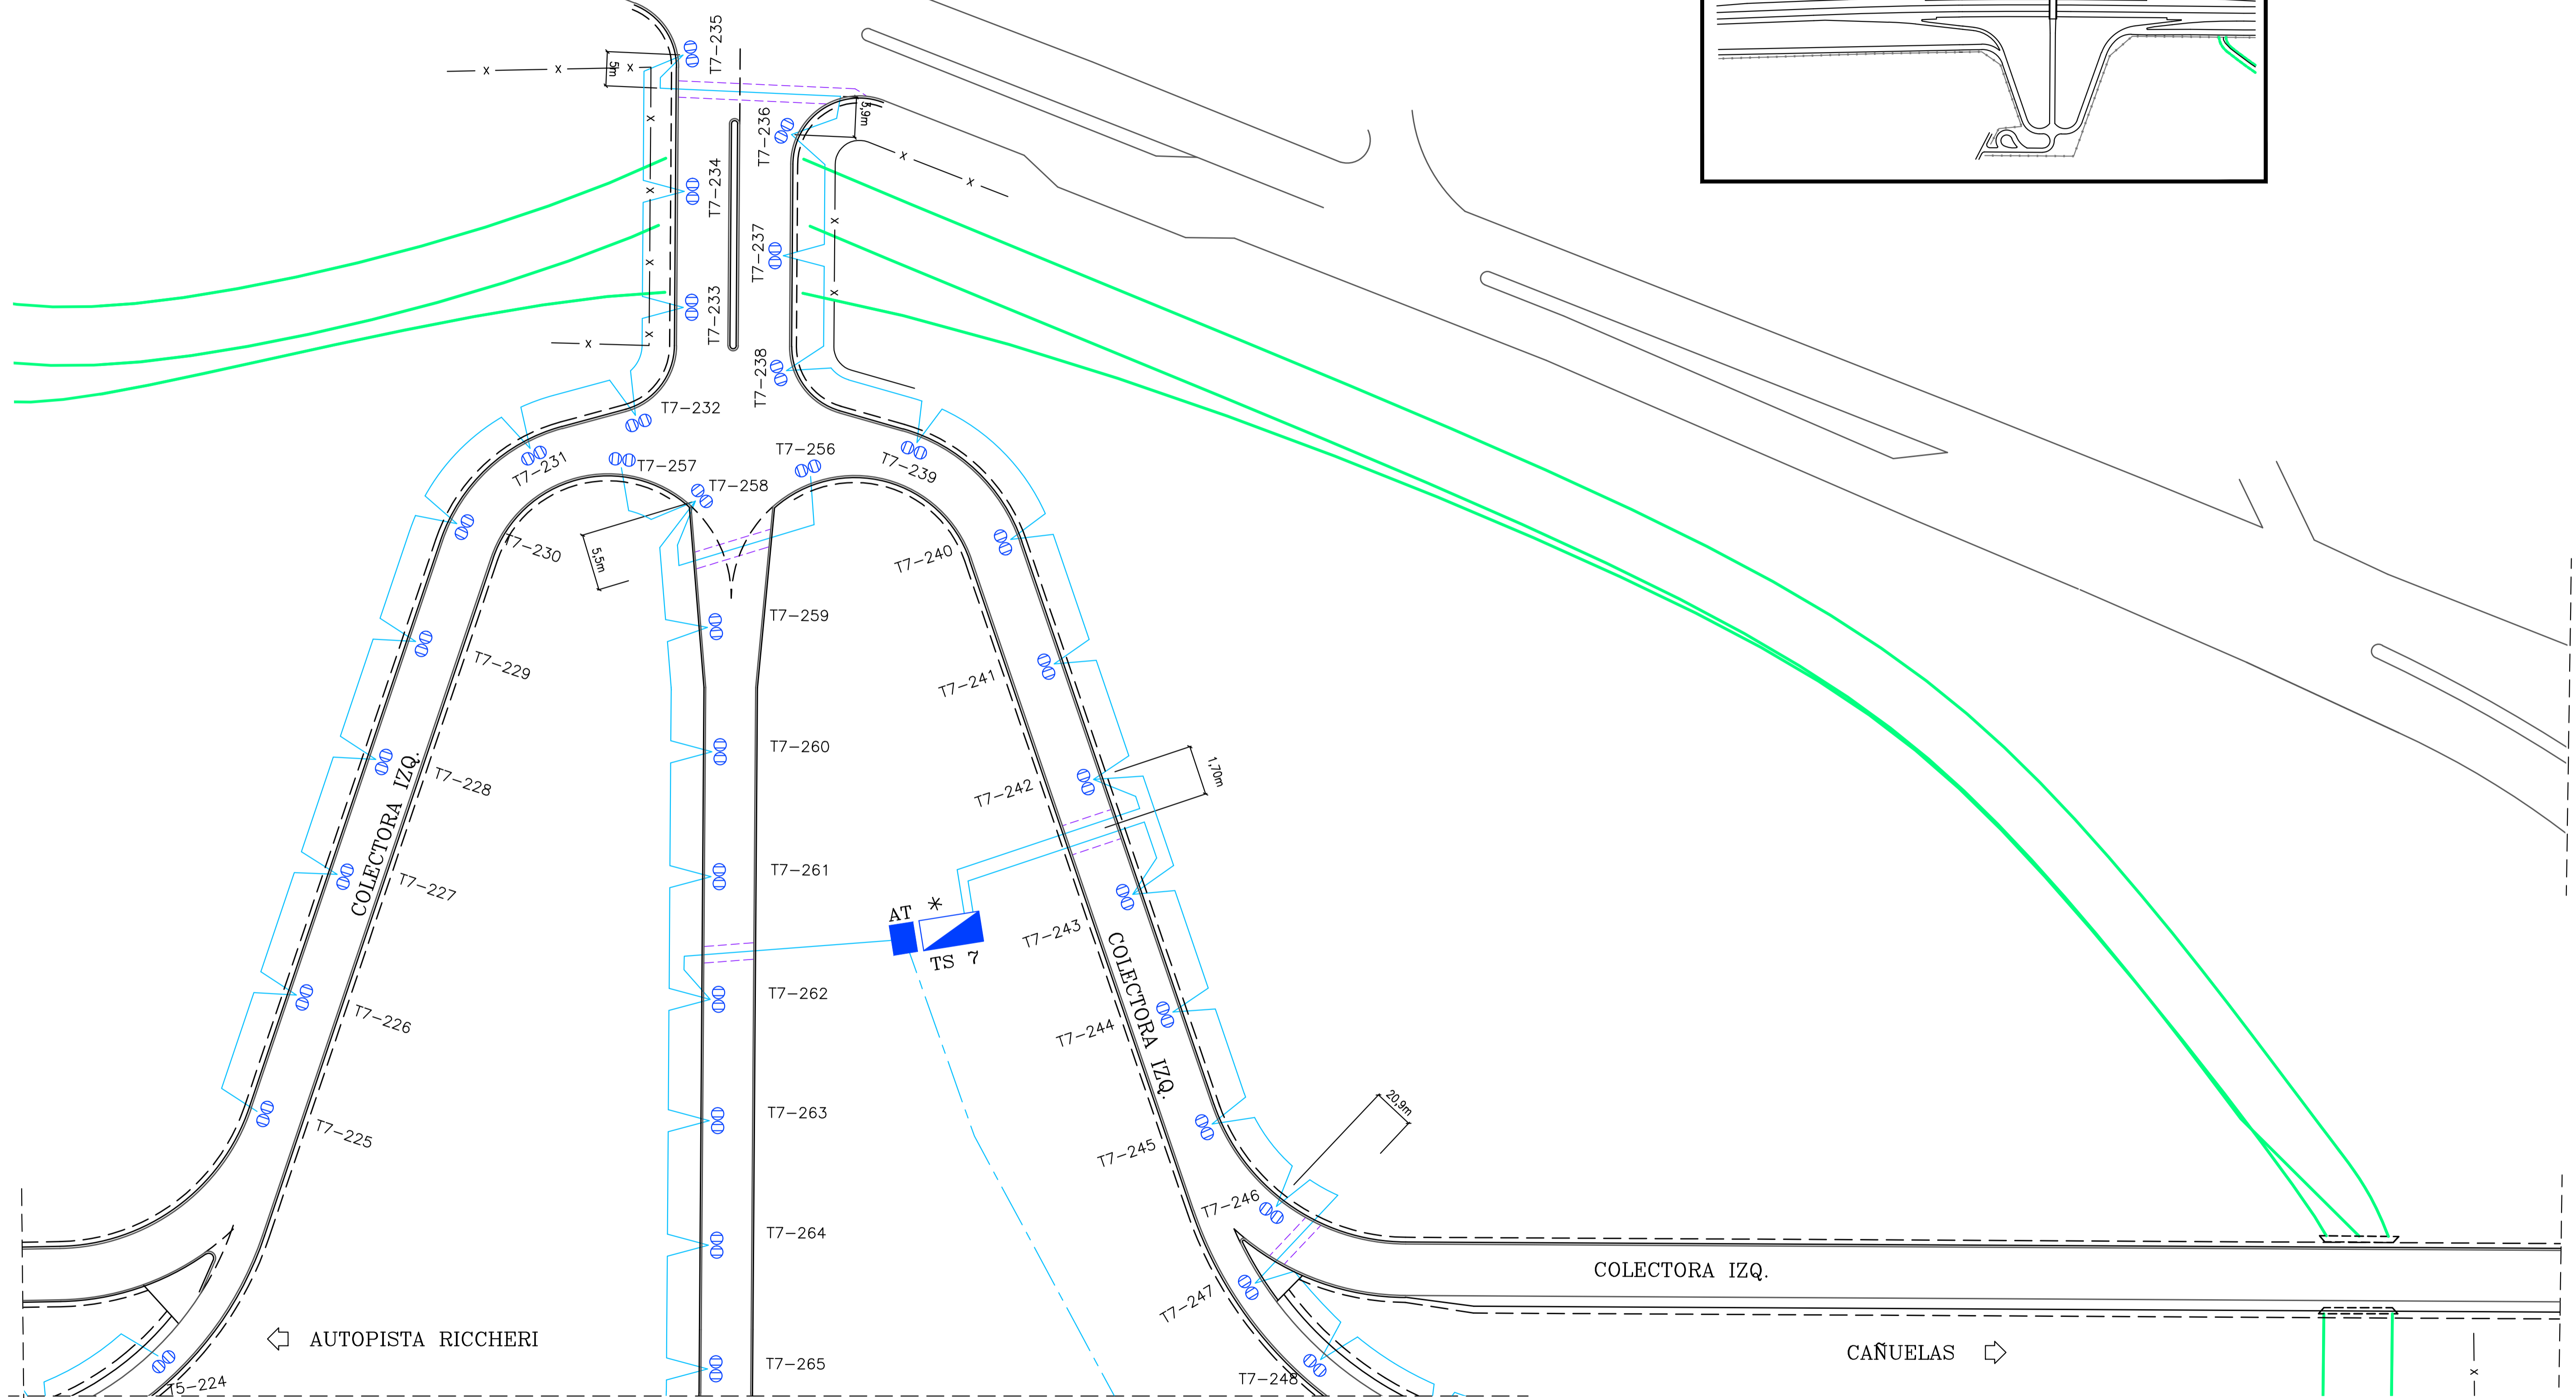 T7-235
5m
T7-236
5,9m
T7-234
T7-237
T7-233
T7-238
T7-232
T7-231
T7-257
T7-256
T7-239
T7-258
T7-230
5,5m
T7-240
T7-259
T7-229
T7-241
T7-260
T7-228
COLECTORA IZQ.
T7-242
1,70m
T7-261
T7-227
AT *
TS 7
T7-243
COLECTORA IZQ.
T7-262
T7-226
T7-244
T7-263
T7-225
T7-245
20,9m
T7-246
T7-264
COLECTORA IZQ.
T7-247
AUTOPISTA RICCHERI
CAÑUELAS
T7-265
T7-248
T5-224